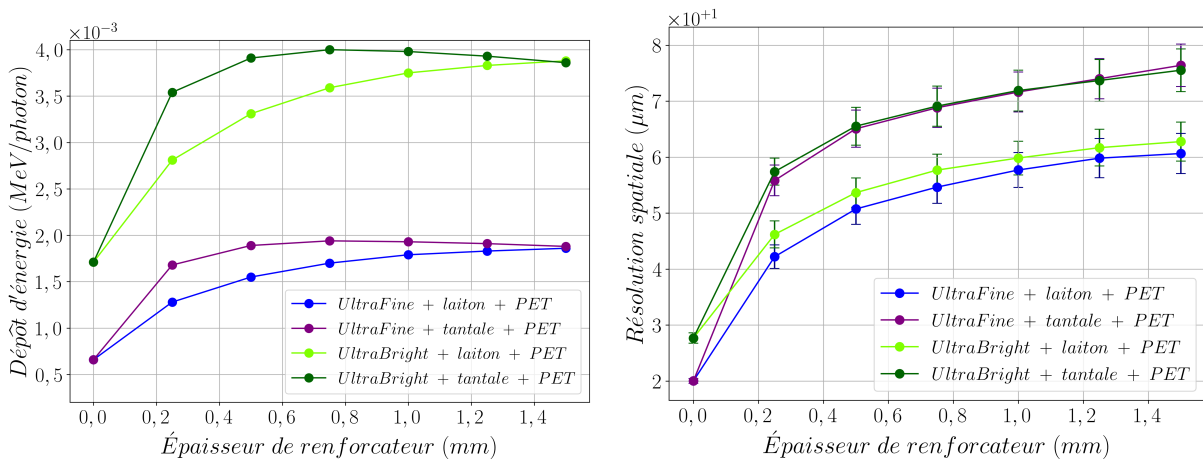 ×10⁻³
4, 0
3, 5
3, 0
2, 5
2, 0
1, 5
1, 0
0, 5
Dép̂ot d'énergie (MeV/photon)
UltraFine + laiton + PET
UltraFine + tantale + PET
UltraBright + laiton + PET
UltraBright + tantale + PET
0, 0 0, 2 0, 4 0, 6 0, 8 1, 0 1, 2 1, 4
Épaisseur de renforcateur (mm)
×10⁺¹
8
7
6
5
4
3
2
Résolution spatiale (μm)
UltraFine + laiton + PET
UltraFine + tantale + PET
UltraBright + laiton + PET
UltraBright + tantale + PET
0, 0 0, 2 0, 4 0, 6 0, 8 1, 0 1, 2 1, 4
Épaisseur de renforcateur (mm)